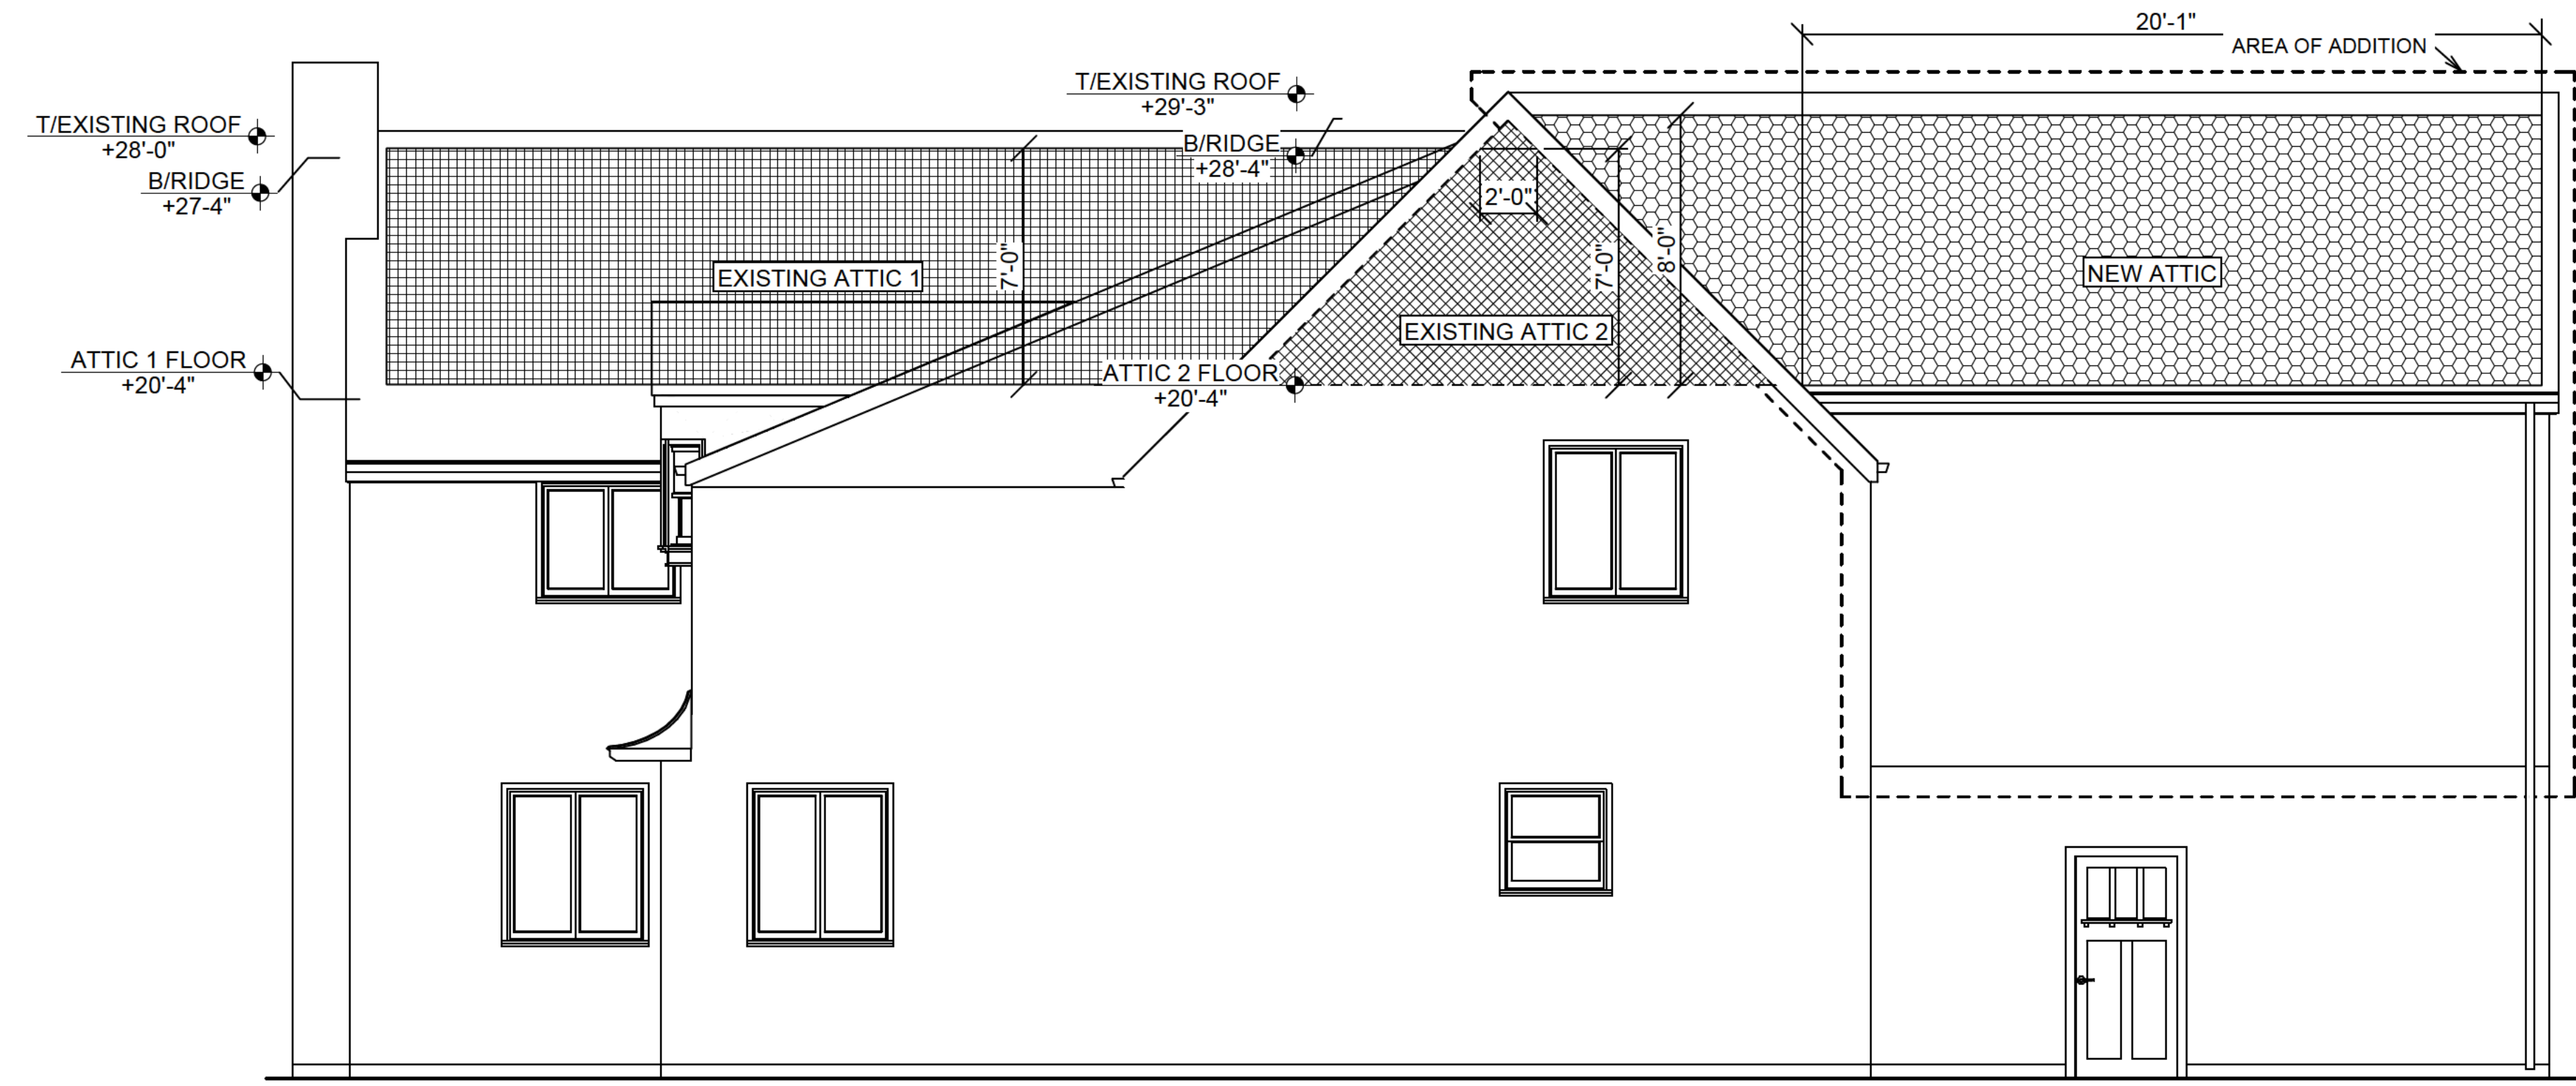 20'-1"
AREA OF ADDITION
T/EXISTING ROOF
+29'-3"
T/EXISTING ROOF
+28'-0"
B/RIDGE
+28'-4"
B/RIDGE
+27-4"
2'-0"
7'-0"
7'-0"
8'-0"
EXISTING ATTIC 1
NEW ATTIC
EXISTING ATTIC 2
ATTIC 1 FLOOR
+20'-4"
ATTIC 2 FLOOR
+20'-4"